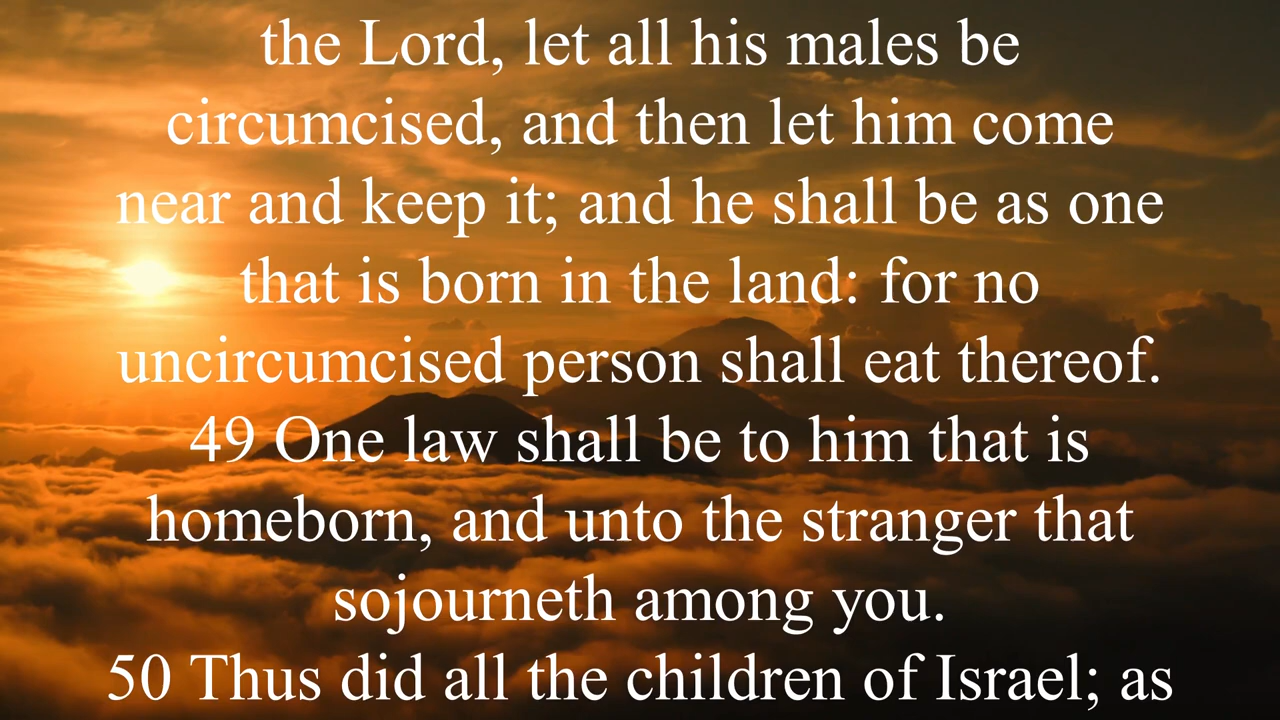 the Lord, let all his males be
circumcised, and then let him come
near and keep it; and he shall be as one
that is born in the land: for no
uncircumcised person shall eat thereof.
49 One law shall be to him that is
homeborn, and unto the stranger that
sojourneth among you.
50 Thus did all the children of Israel; as